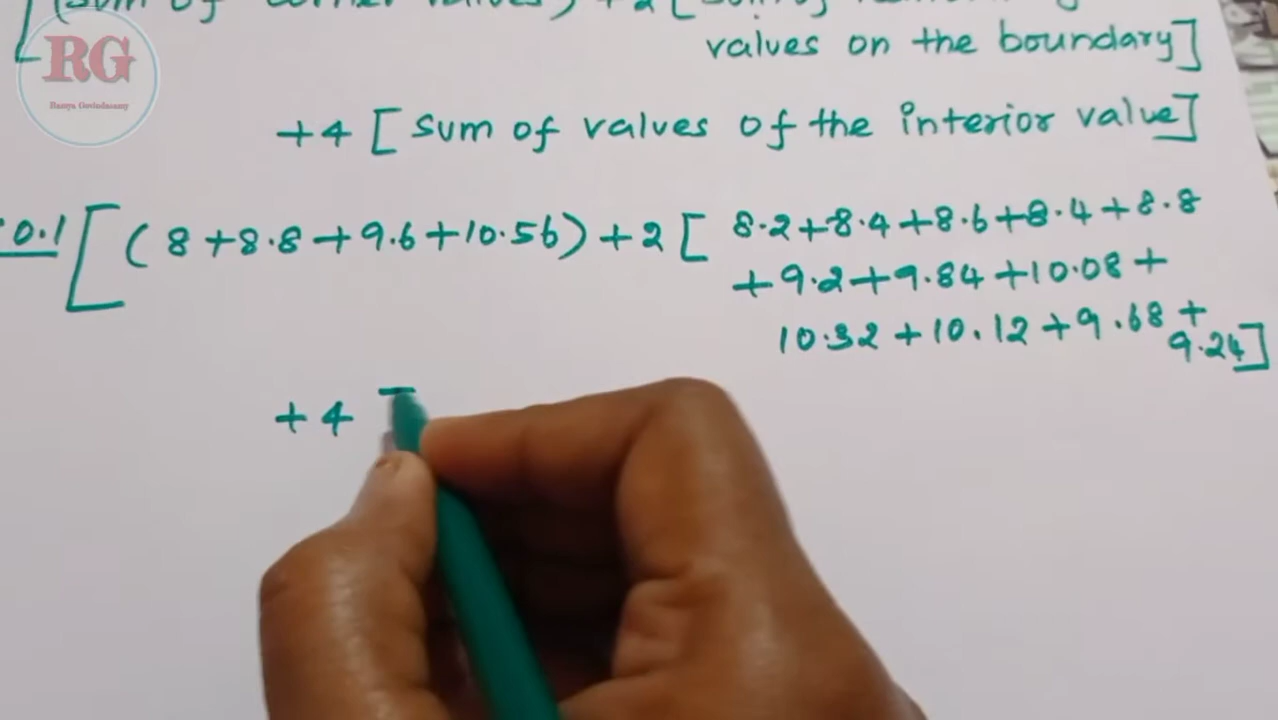 values on the boundary]
RG
Ramya Govindasamy
+4 [sum of values of the interior value]
0.1 [(8+8.8+9.6+10.56)+2[8.2+8.4+8.6+8.4+8.8
+9.2+9.84+10.08+
10.32+10.12+9.68+
9.24]
+4